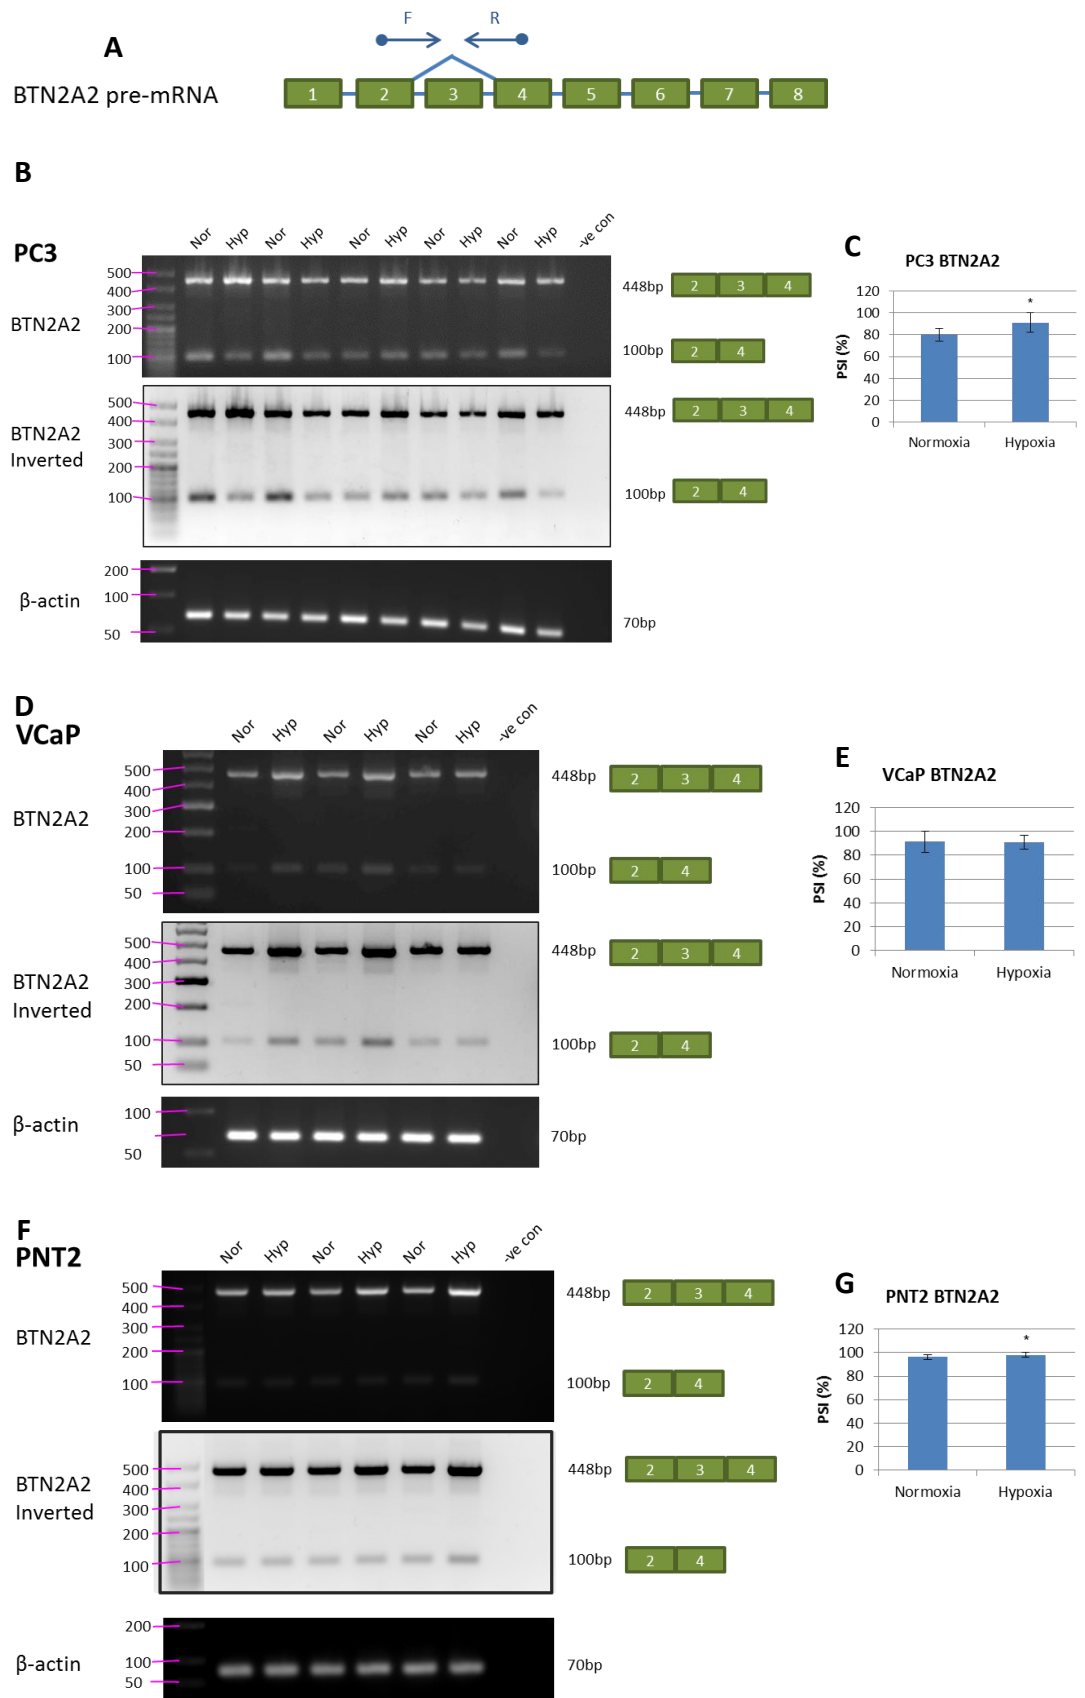 F R
A
BTN2A2 pre-mRNA 1 2 3 4 5 6 7 8
B
Nor Hyp Nor Hyp Nor Hyp Nor Hyp Nor Hyp -ve con
PC3
BTN2A2
500
400
300
200
100
448bp 2 3 4
100bp 2 4
BTN2A2
Inverted
500
400
300
200
100
448bp 2 3 4
100bp 2 4
β-actin
200
100
50
70bp
C
PC3 BTN2A2
PSI (%)
120
100
80
60
40
20
0
*
Normoxia Hypoxia
D
VCaP
Nor Hyp Nor Hyp Nor Hyp -ve con
BTN2A2
500
400
300
200
100
50
448bp 2 3 4
100bp 2 4
BTN2A2
Inverted
500
400
300
200
100
50
448bp 2 3 4
100bp 2 4
β-actin
100
50
70bp
E
VCaP BTN2A2
PSI (%)
120
100
80
60
40
20
0
Normoxia Hypoxia
F
PNT2
Nor Hyp Nor Hyp Nor Hyp -ve con
BTN2A2
500
400
300
200
100
448bp 2 3 4
100bp 2 4
BTN2A2
Inverted
500
400
300
200
100
448bp 2 3 4
100bp 2 4
β-actin
200
100
50
70bp
G
PNT2 BTN2A2
PSI (%)
120
100
80
60
40
20
0
*
Normoxia Hypoxia